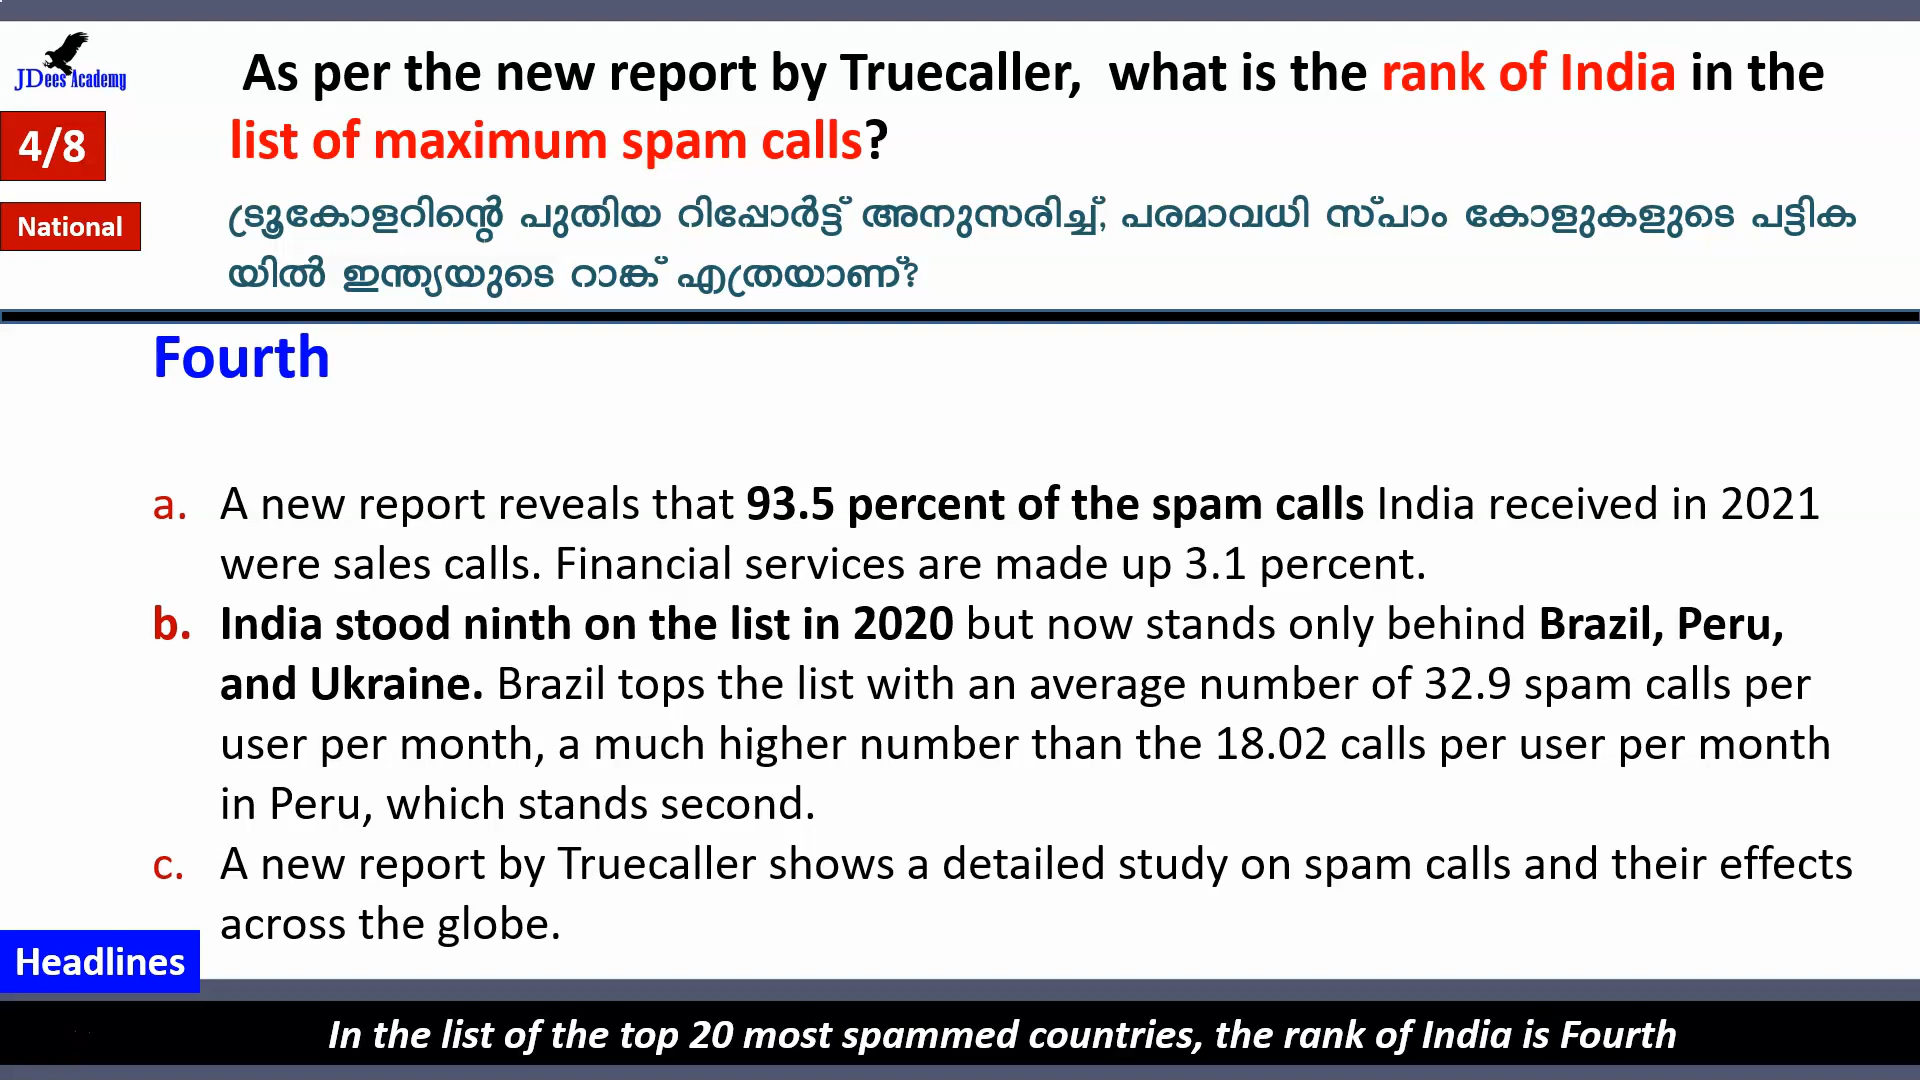 JDees Academy
As per the new report by Truecaller, what is the rank of India in the
list of maximum spam calls?
4/8
National
ട്രൂകോളറിന്റെ പുതിയ റിപ്പോർട്ട് അനുസരിച്ച്, പരമാവധി സ്പാം കോളുകളുടെ പട്ടിക
യിൽ ഇന്ത്യയുടെ റാങ്ക് എത്രയാണ്?
Fourth
a. A new report reveals that 93.5 percent of the spam calls India received in 2021
were sales calls. Financial services are made up 3.1 percent.
b. India stood ninth on the list in 2020 but now stands only behind Brazil, Peru,
and Ukraine. Brazil tops the list with an average number of 32.9 spam calls per
user per month, a much higher number than the 18.02 calls per user per month
in Peru, which stands second.
c. A new report by Truecaller shows a detailed study on spam calls and their effects
across the globe.
Headlines
In the list of the top 20 most spammed countries, the rank of India is Fourth